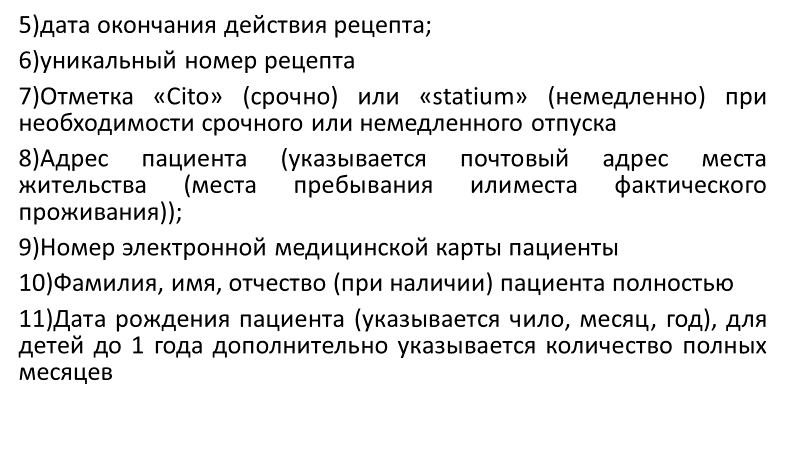 5)дата окончания действия рецепта;
6)уникальный номер рецепта
7)Отметка «Cito» (срочно) или «statium» (немедленно) при
необходимости срочного или немедленного отпуска
8)Адрес пациента (указывается почтовый адрес места
жительства (места пребывания илиместа фактического
проживания));
9)Номер электронной медицинской карты пациенты
10)Фамилия, имя, отчество (при наличии) пациента полностью
11)Дата рождения пациента (указывается чило, месяц, год), для
детей до 1 года дополнительно указывается количество полных
месяцев